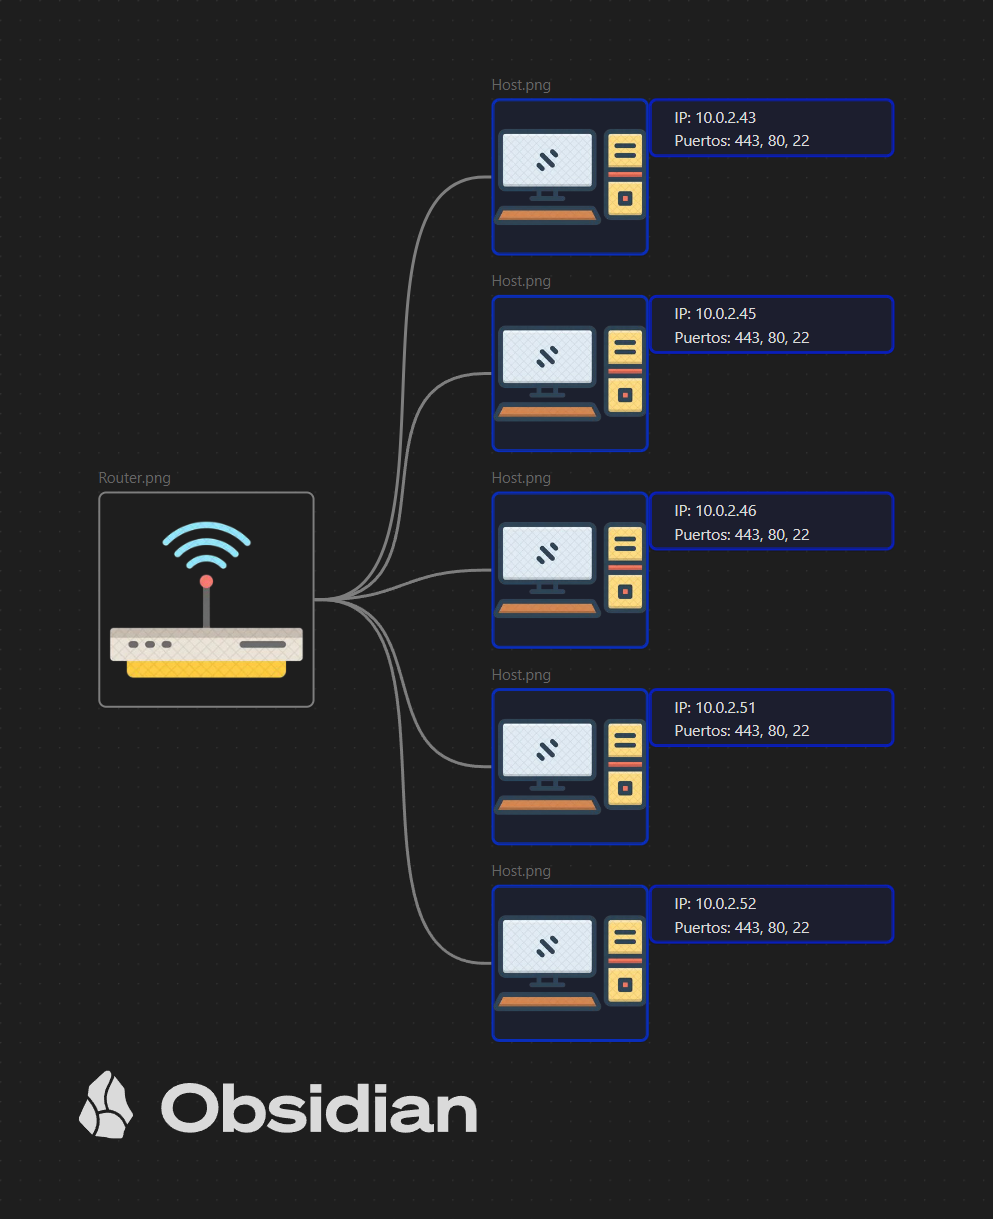 Host.png
IP: 10.0.2.43
Puertos: 443, 80, 22
Host.png
IP: 10.0.2.45
Puertos: 443, 80, 22
Router.png
Host.png
IP: 10.0.2.46
Puertos: 443, 80, 22
Host.png
IP: 10.0.2.51
Puertos: 443, 80, 22
Host.png
IP: 10.0.2.52
Puertos: 443, 80, 22
Obsidian